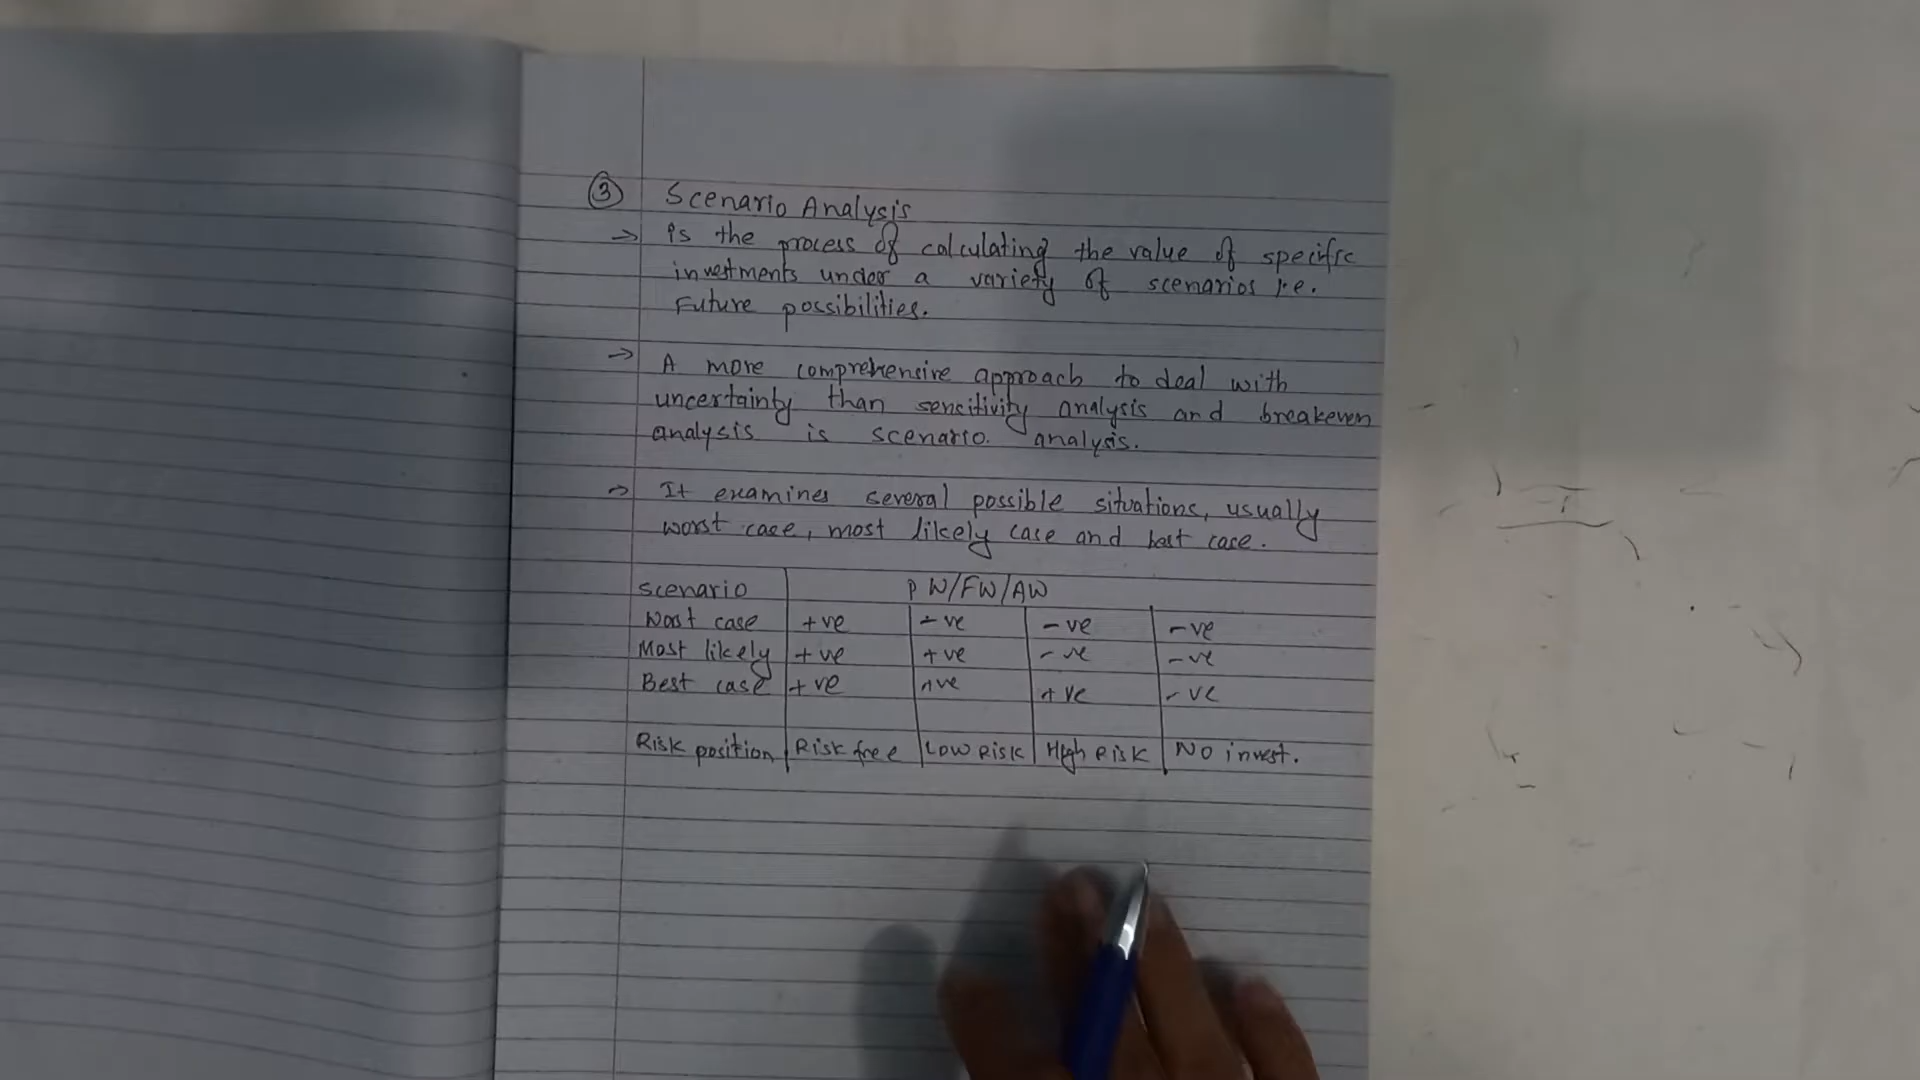 3 Scenario Analysis
→ is the process of calculating the value of specific
investments under a variety of scenarios i.e.
Future possibilities.
→ A more comprehensive approach to deal with
uncertainty than sensitivity analysis and breakeven
analysis is scenario analysis.
→ It examines several possible situations, usually
worst case, most likely case and best case.
scenario PW/FW/AW
Worst case +ve -ve -ve -ve
Most likely +ve +ve -ve -ve
Best case +ve +ve +ve -ve
Risk position Risk free Low Risk High Risk No invest.